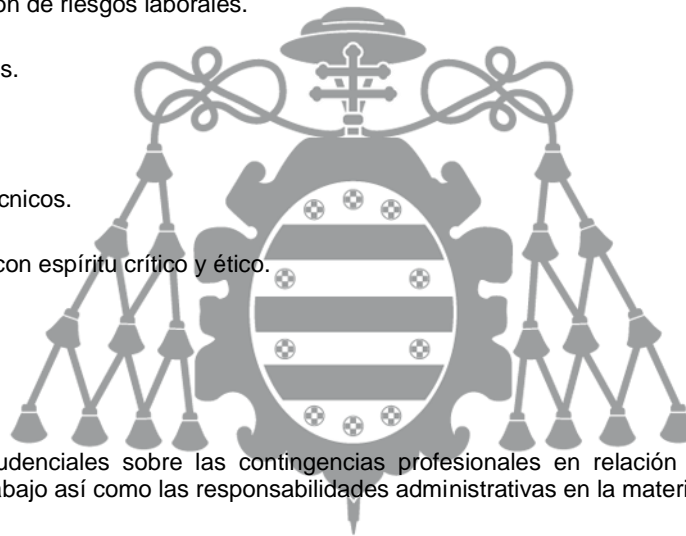 ón de riesgos laborales.
s.
cnicos.
con espíritu crítico y ético.
udenciales sobre las contingencias profesionales en relación
abajo así como las responsabilidades administrativas en la materi